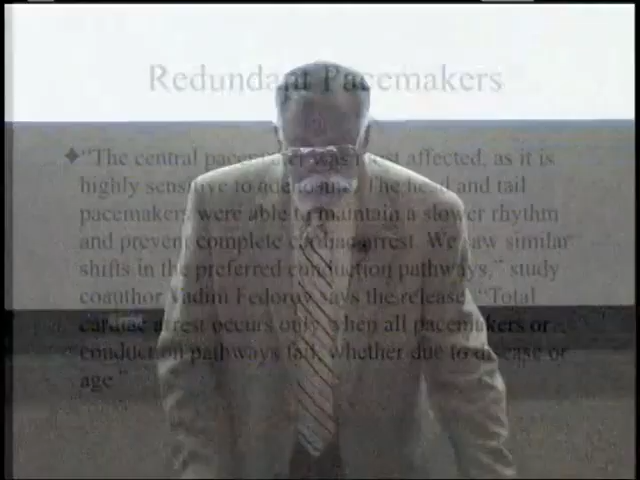 Redundant Pacemakers
“The central pacemaker was most affected, as it is
highly sensitive to adenosine. The head and tail
pacemakers were able to maintain a slower rhythm
and prevent complete cardiac arrest. We saw similar
shifts in the preferred conduction pathways,” study
coauthor Vadim Fedorov says the release. “Total
cardiac arrest occurs only when all pacemakers or
conduction pathways fail, whether due to disease or
age”